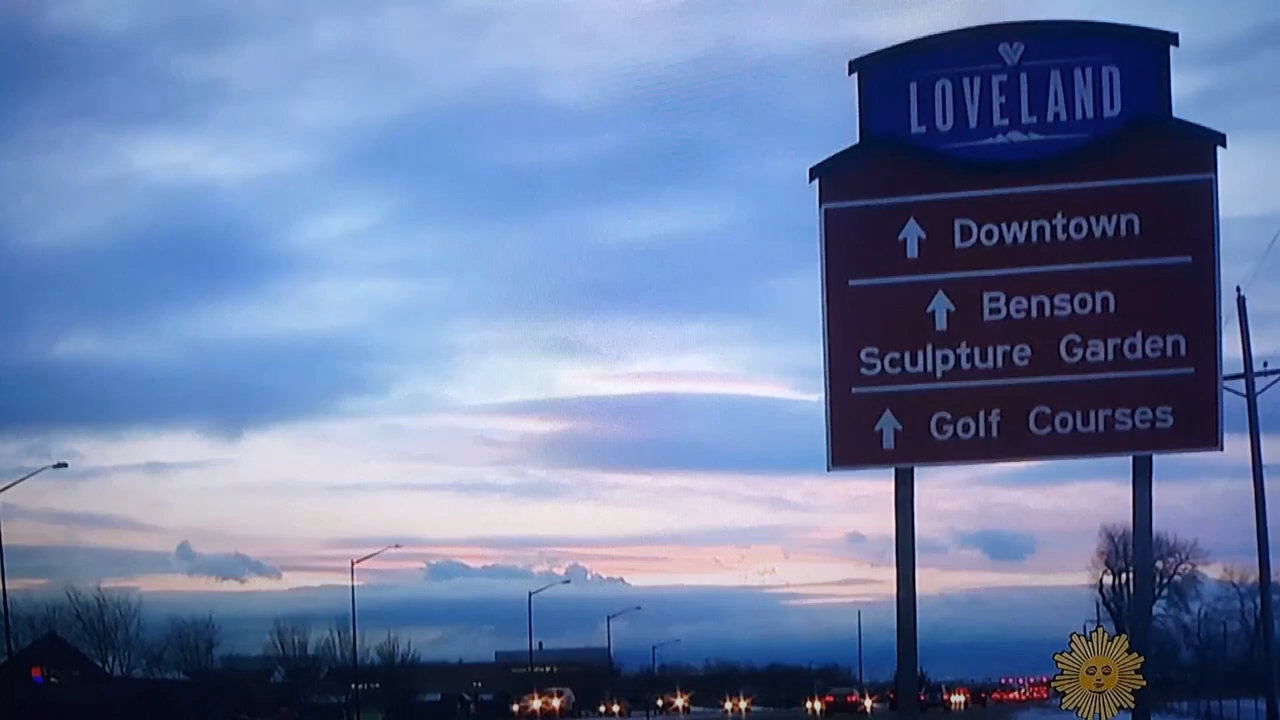 LOVELAND
↑ Downtown
↑ Benson
Sculpture Garden
↑ Golf Courses